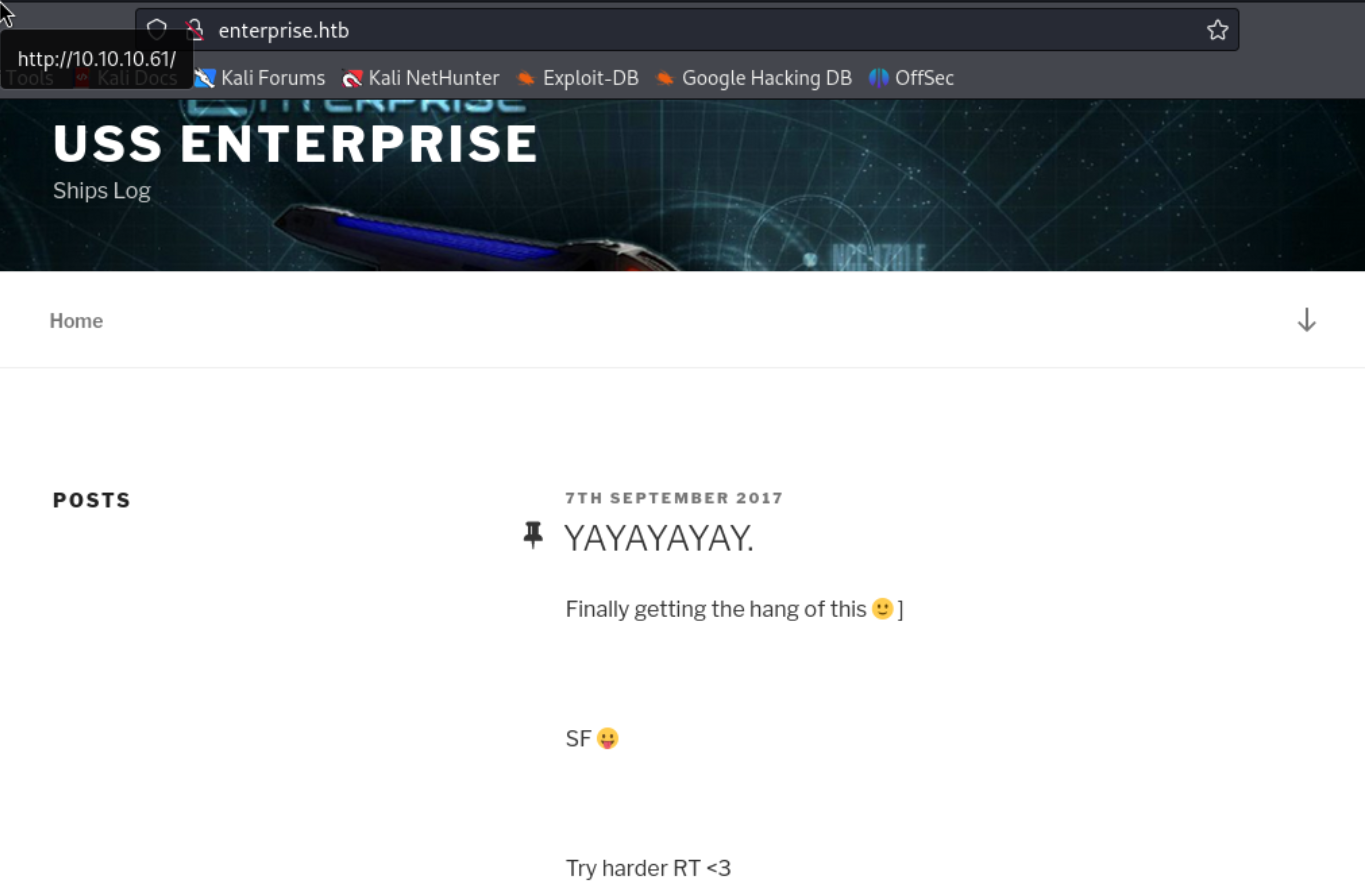 enterprise.htb
http://10.10.10.61/
Tools Kali Docs Kali Forums Kali NetHunter Exploit-DB Google Hacking DB OffSec
ENTERPRISE
USS ENTERPRISE
Ships Log
Home
POSTS
7TH SEPTEMBER 2017
YAYAYAYAY.
Finally getting the hang of this 🙂 ]
SF 😛
Try harder RT <3